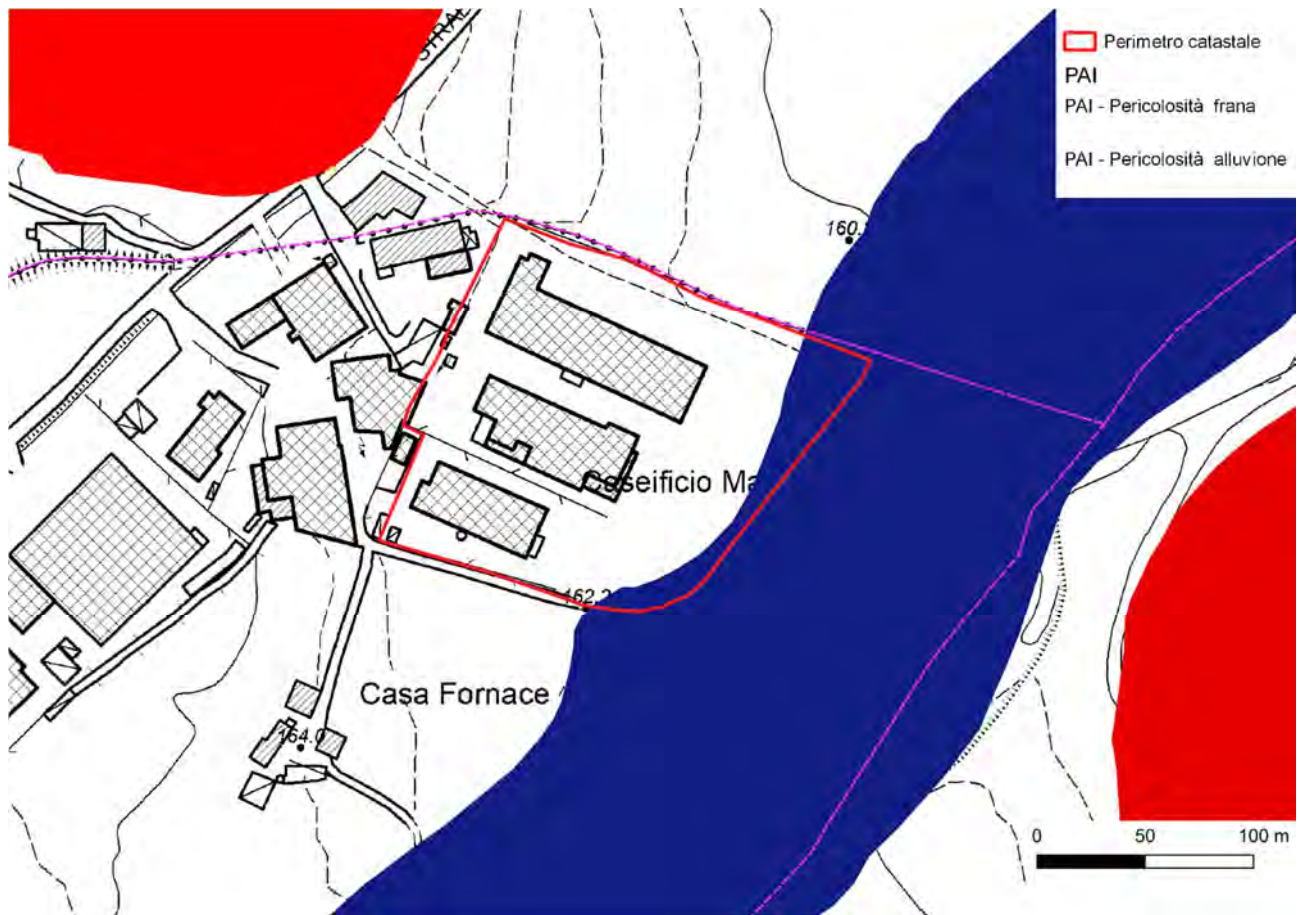 Perimetro catastale
PAI
PAI - Pericolosità frana
PAI - Pericolosità alluvione
160.
Caseificio Ma
162.2
Casa Fornace
164.0
0 50 100 m